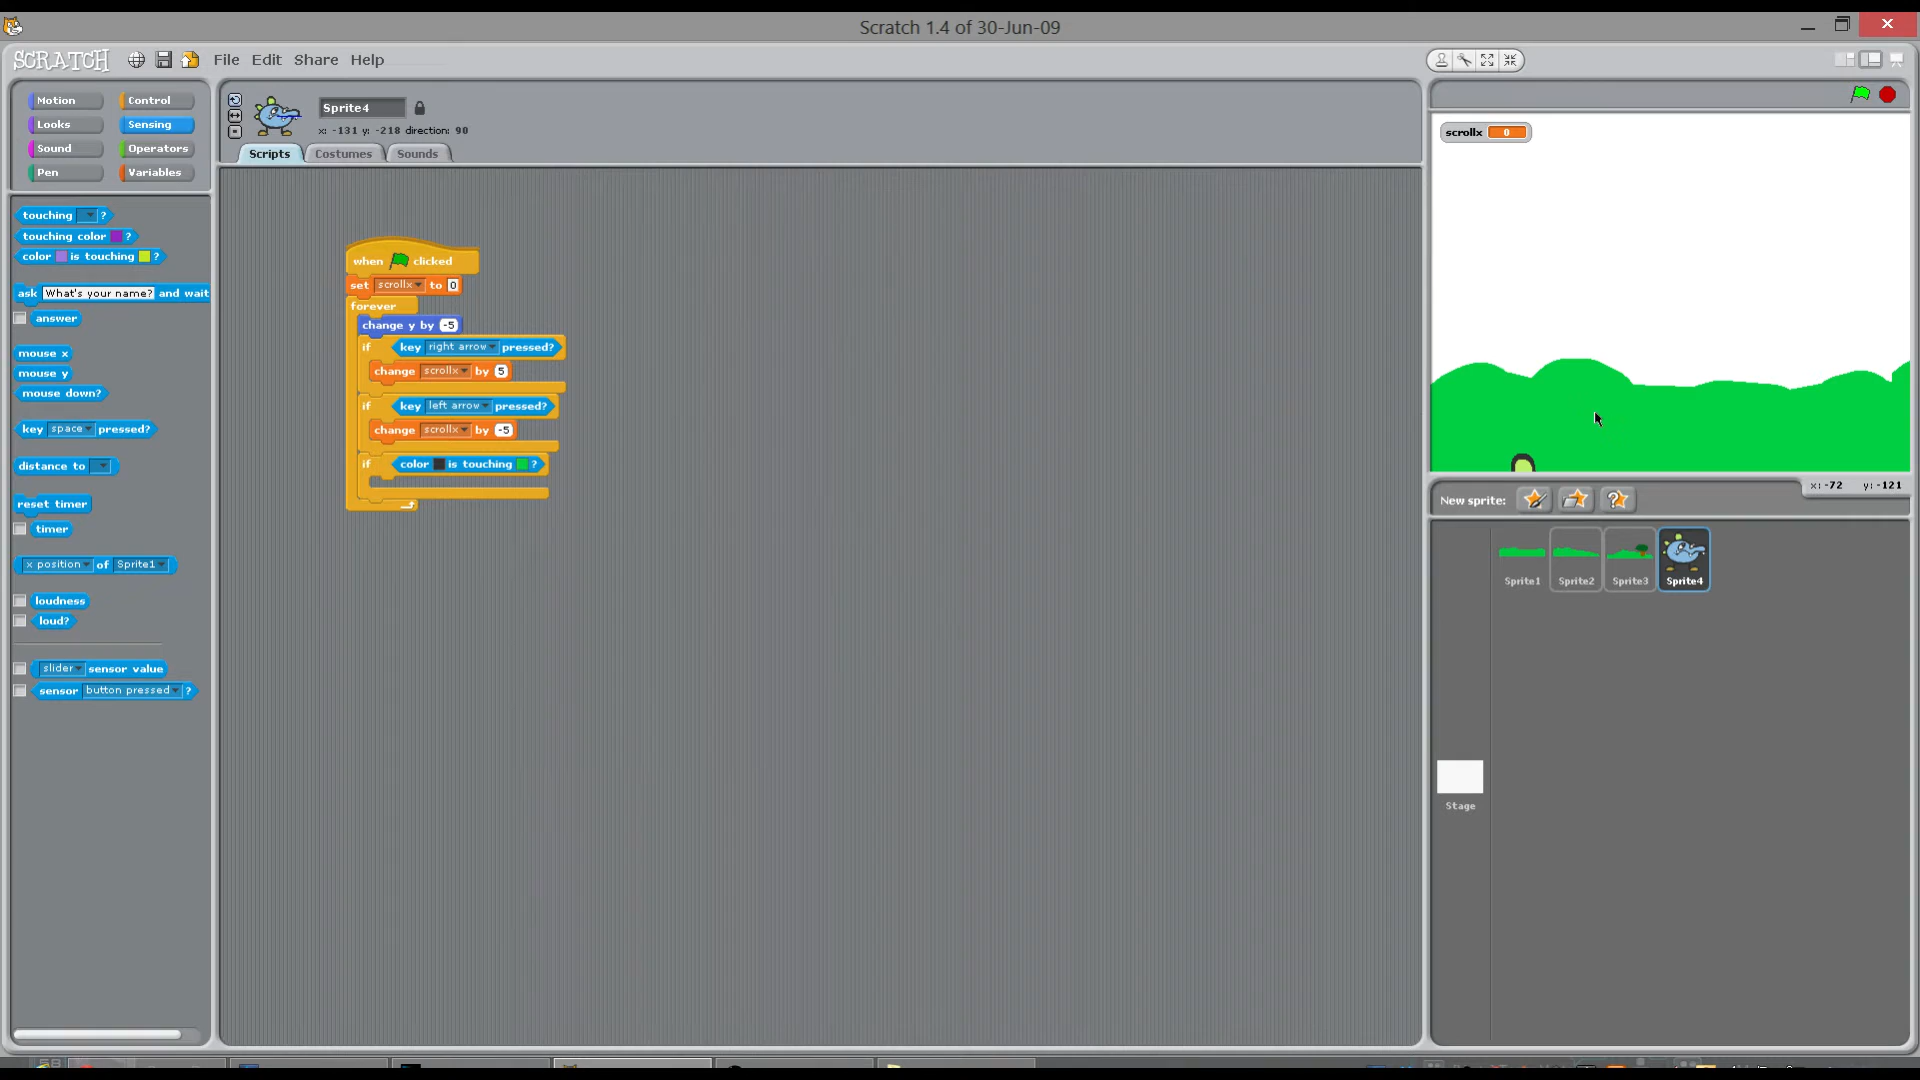 Scratch 1.4 of 30-Jun-09
SCRATCH File Edit Share Help
Motion Control
Looks Sensing
Sound Operators
Pen Variables
Sprite4
x: -131 y: -218 direction: 90
Scripts Costumes Sounds
touching ?
touching color ?
color is touching ?
ask What's your name? and wait
answer
mouse x
mouse y
mouse down?
key space pressed?
distance to
reset timer
timer
x position of Sprite1
loudness
loud?
slider sensor value
sensor button pressed ?
when clicked
set scrollx to 0
forever
change y by -5
if key right arrow pressed?
change scrollx by 5
if key left arrow pressed?
change scrollx by -5
if color is touching ?
scrollx 0
x: -72 y: -121
New sprite:
Sprite1 Sprite2 Sprite3 Sprite4
Stage